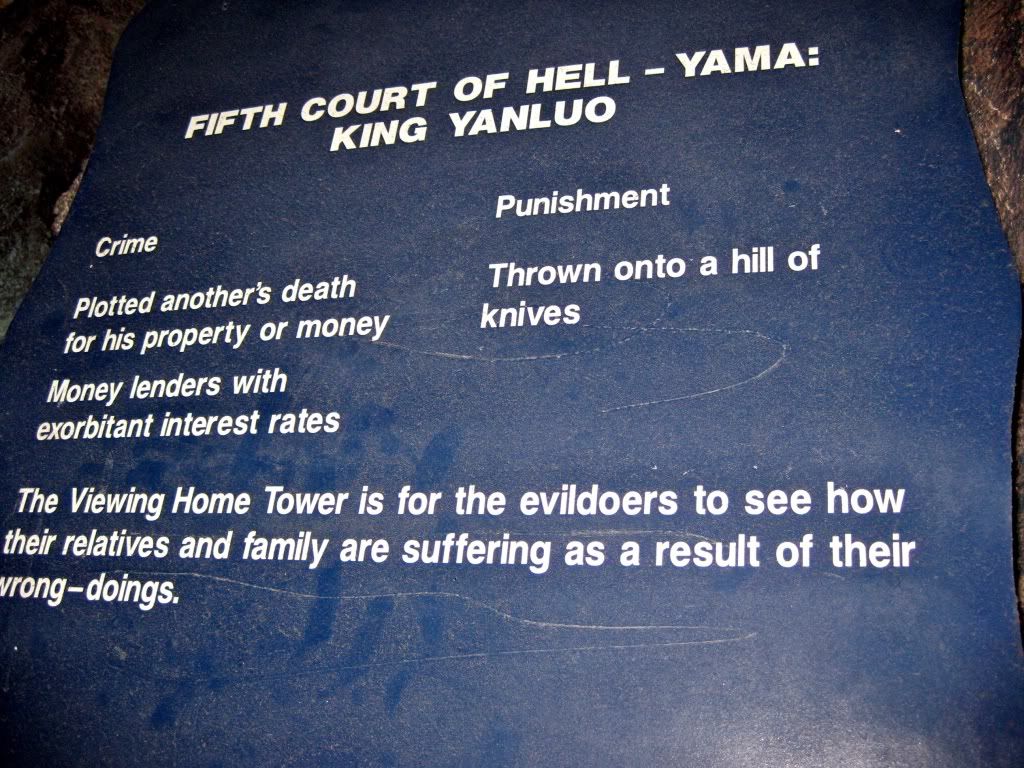 FIFTH COURT OF HELL – YAMA:
KING YANLUO
Crime
Plotted another's death
for his property or money
Money lenders with
exorbitant interest rates
Punishment
Thrown onto a hill of
knives
The Viewing Home Tower is for the evildoers to see how
their relatives and family are suffering as a result of their
wrong–doings.